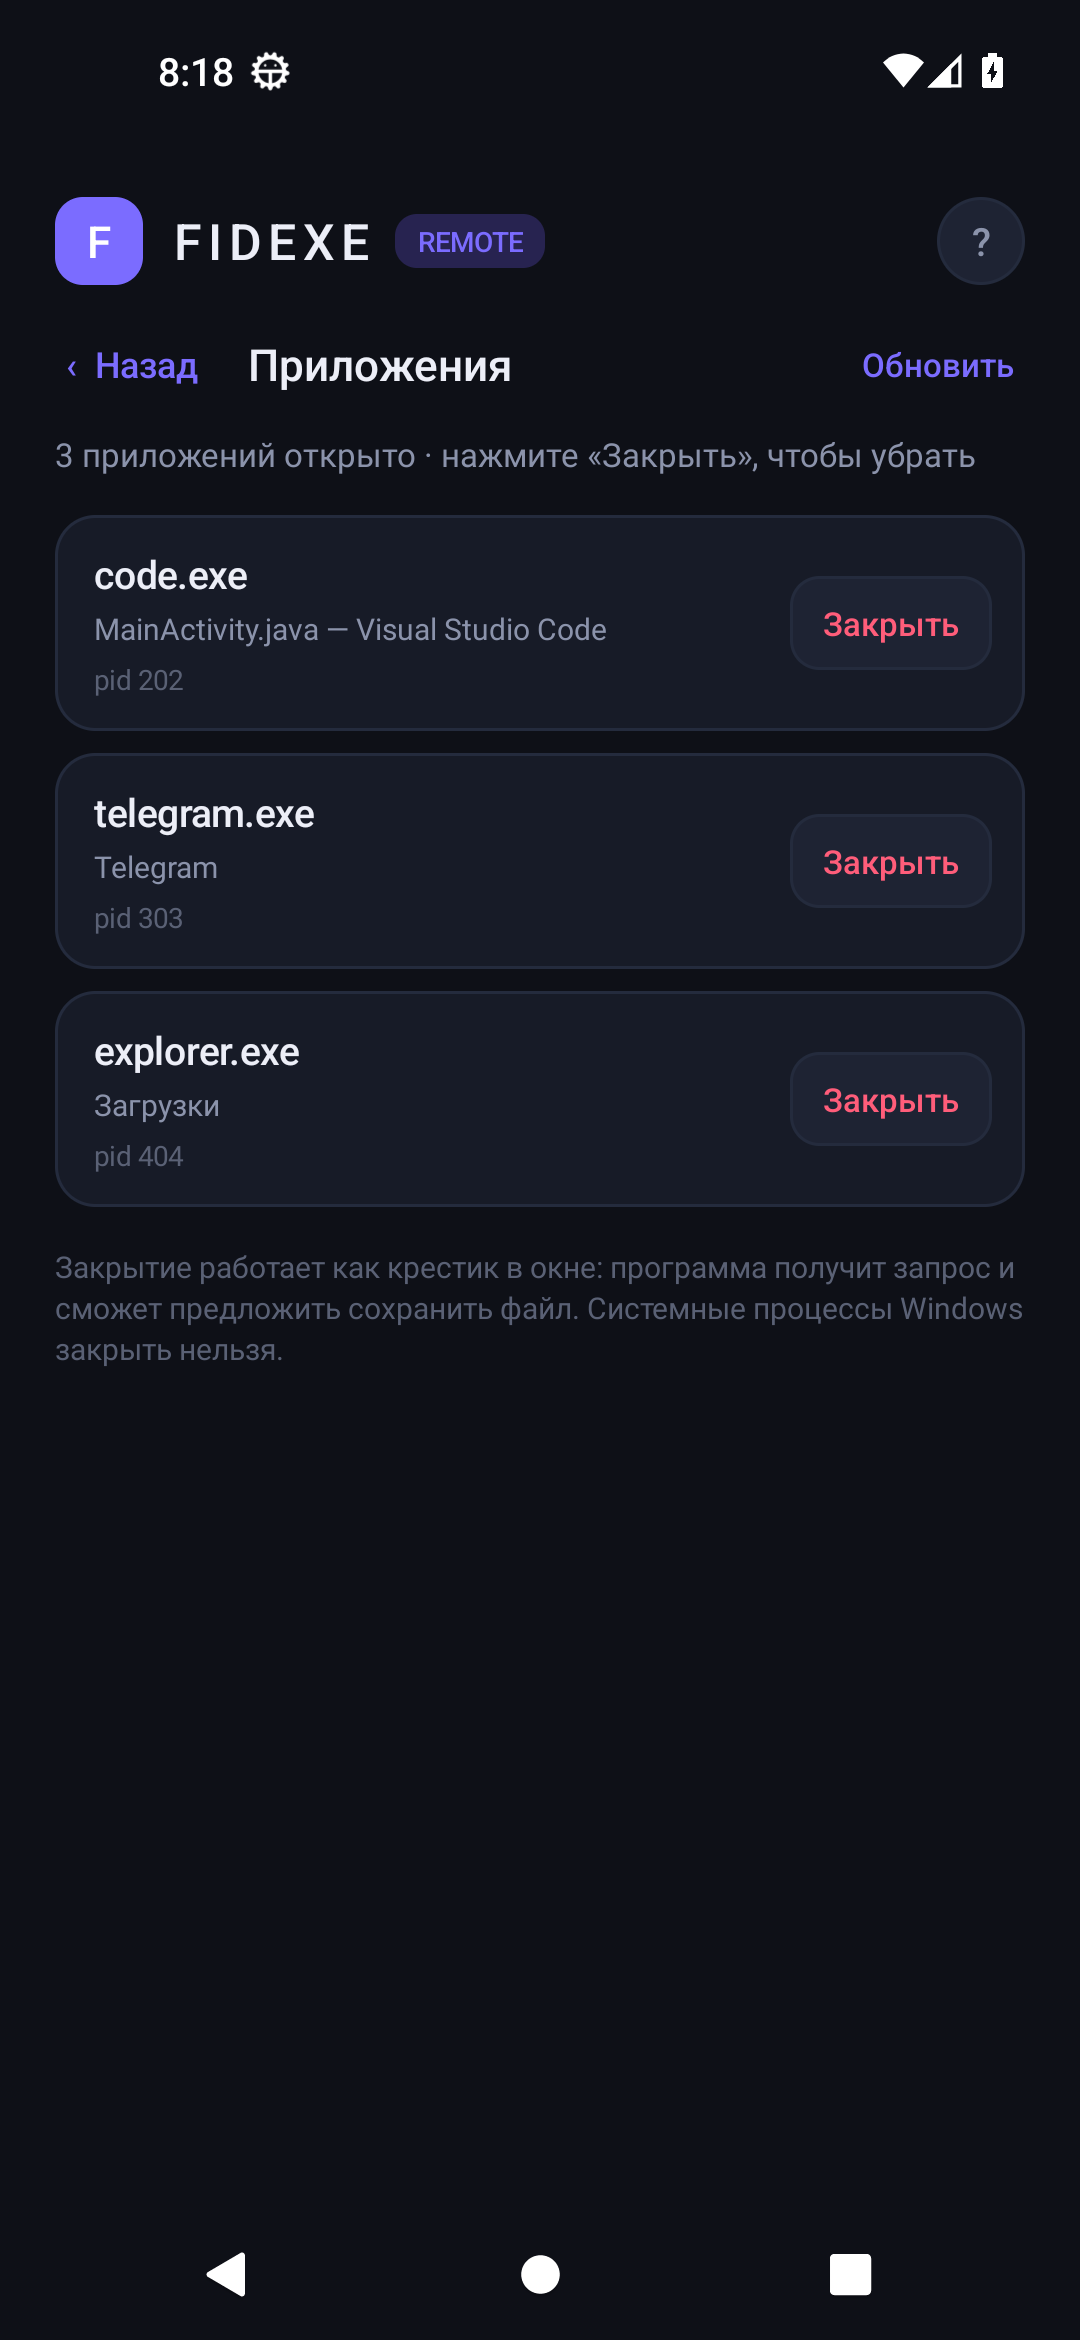 8:18
F FIDEXE REMOTE ?
‹ Назад Приложения Обновить
3 приложений открыто · нажмите «Закрыть», чтобы убрать
code.exe
MainActivity.java — Visual Studio Code
pid 202
Закрыть
telegram.exe
Telegram
pid 303
Закрыть
explorer.exe
Загрузки
pid 404
Закрыть
Закрытие работает как крестик в окне: программа получит запрос и
сможет предложить сохранить файл. Системные процессы Windows
закрыть нельзя.